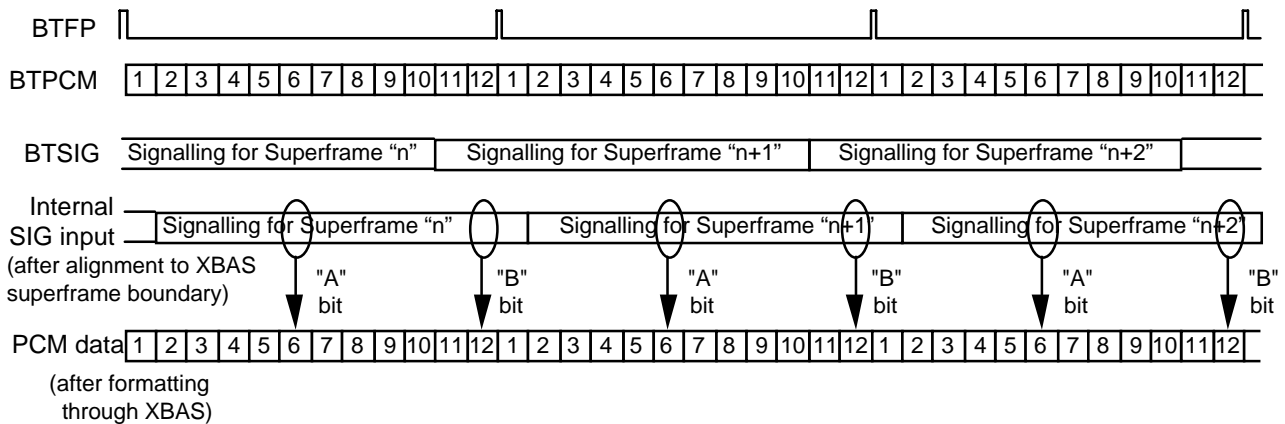 BTFP
BTPCM 1 2 3 4 5 6 7 8 9 10 11 12 1 2 3 4 5 6 7 8 9 10 11 12 1 2 3 4 5 6 7 8 9 10 11 12
BTSIG Signalling for Superframe “n” Signalling for Superframe “n+1” Signalling for Superframe “n+2”
Internal
SIG input Signalling for Superframe “n” Signalling for Superframe “n+1” Signalling for Superframe “n+2”
(after alignment to XBAS
superframe boundary)
"A" "B" "A" "B" "A" "B"
bit bit bit bit bit bit
PCM data 1 2 3 4 5 6 7 8 9 10 11 12 1 2 3 4 5 6 7 8 9 10 11 12 1 2 3 4 5 6 7 8 9 10 11 12
(after formatting
through XBAS)